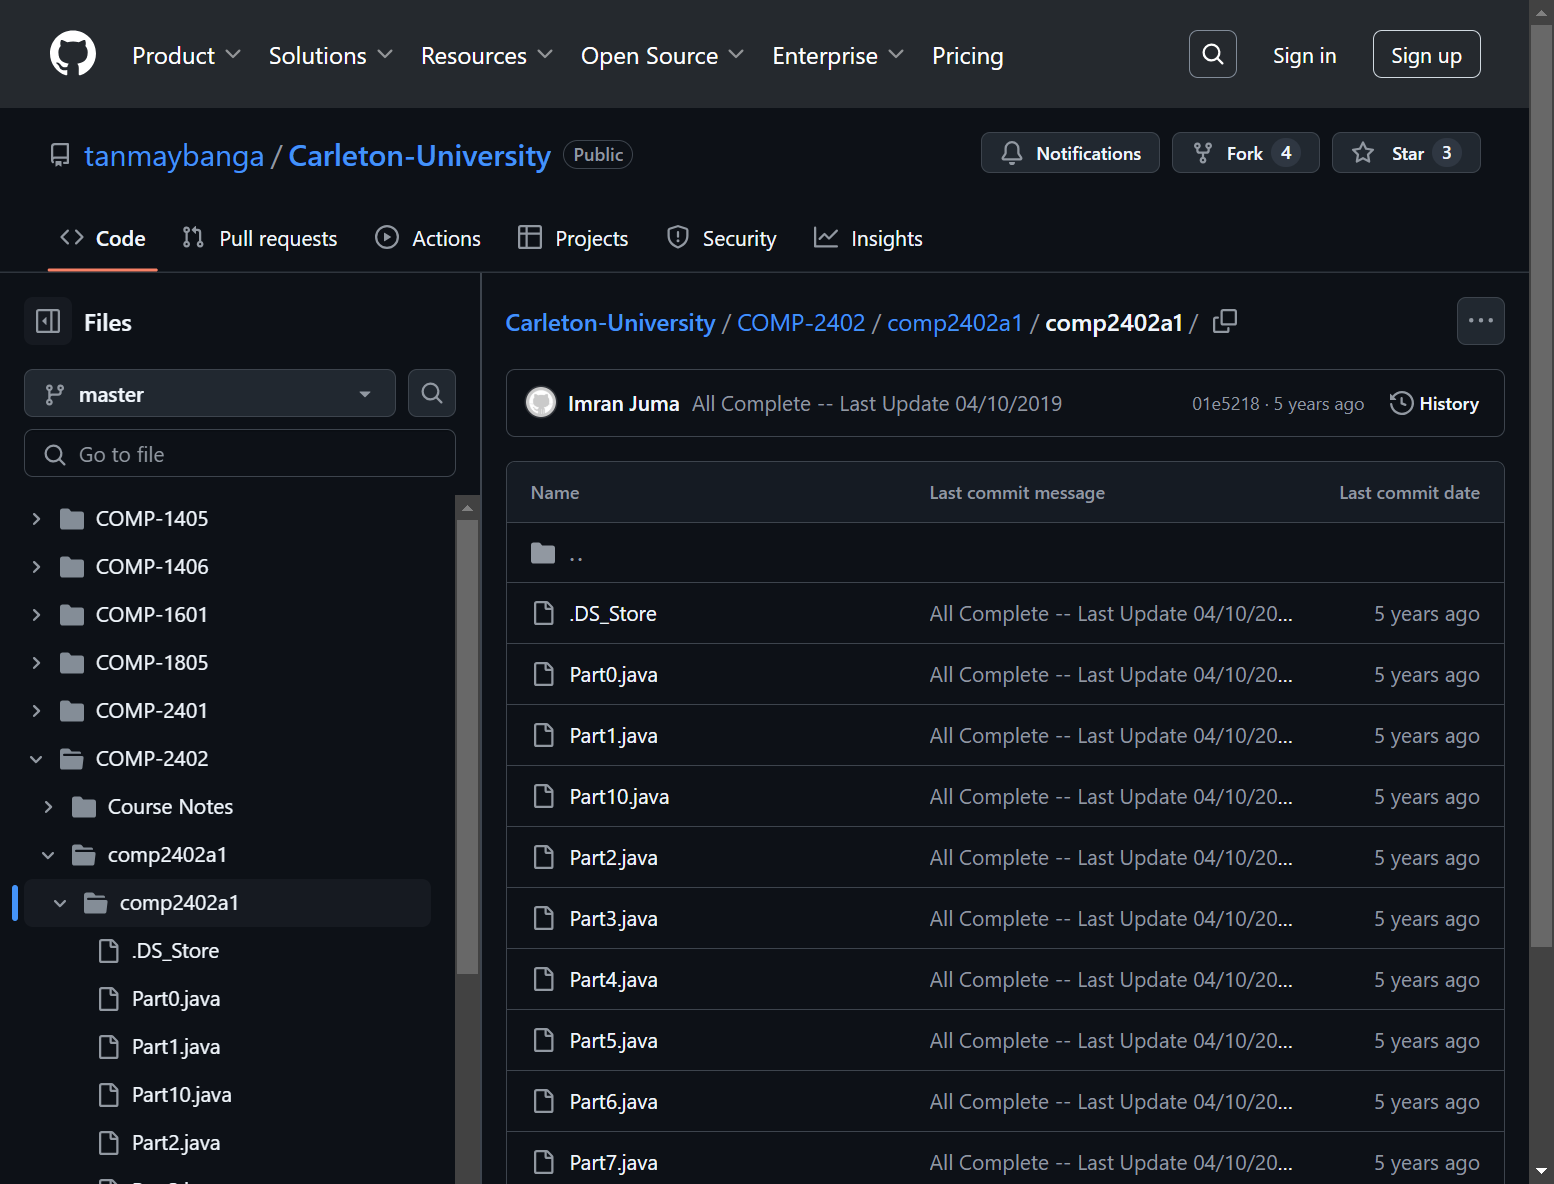 Product Solutions Resources Open Source Enterprise Pricing Sign in Sign up
tanmaybanga / Carleton-University Public Notifications Fork 4 Star 3
Code Pull requests Actions Projects Security Insights
Files
master
Go to file
COMP-1405
COMP-1406
COMP-1601
COMP-1805
COMP-2401
COMP-2402
Course Notes
comp2402a1
comp2402a1
.DS_Store
Part0.java
Part1.java
Part10.java
Part2.java
Carleton-University / COMP-2402 / comp2402a1 / comp2402a1 /
Imran Juma All Complete -- Last Update 04/10/2019 01e5218 · 5 years ago History
Name Last commit message Last commit date
..
.DS_Store All Complete -- Last Update 04/10/20... 5 years ago
Part0.java All Complete -- Last Update 04/10/20... 5 years ago
Part1.java All Complete -- Last Update 04/10/20... 5 years ago
Part10.java All Complete -- Last Update 04/10/20... 5 years ago
Part2.java All Complete -- Last Update 04/10/20... 5 years ago
Part3.java All Complete -- Last Update 04/10/20... 5 years ago
Part4.java All Complete -- Last Update 04/10/20... 5 years ago
Part5.java All Complete -- Last Update 04/10/20... 5 years ago
Part6.java All Complete -- Last Update 04/10/20... 5 years ago
Part7.java All Complete -- Last Update 04/10/20... 5 years ago